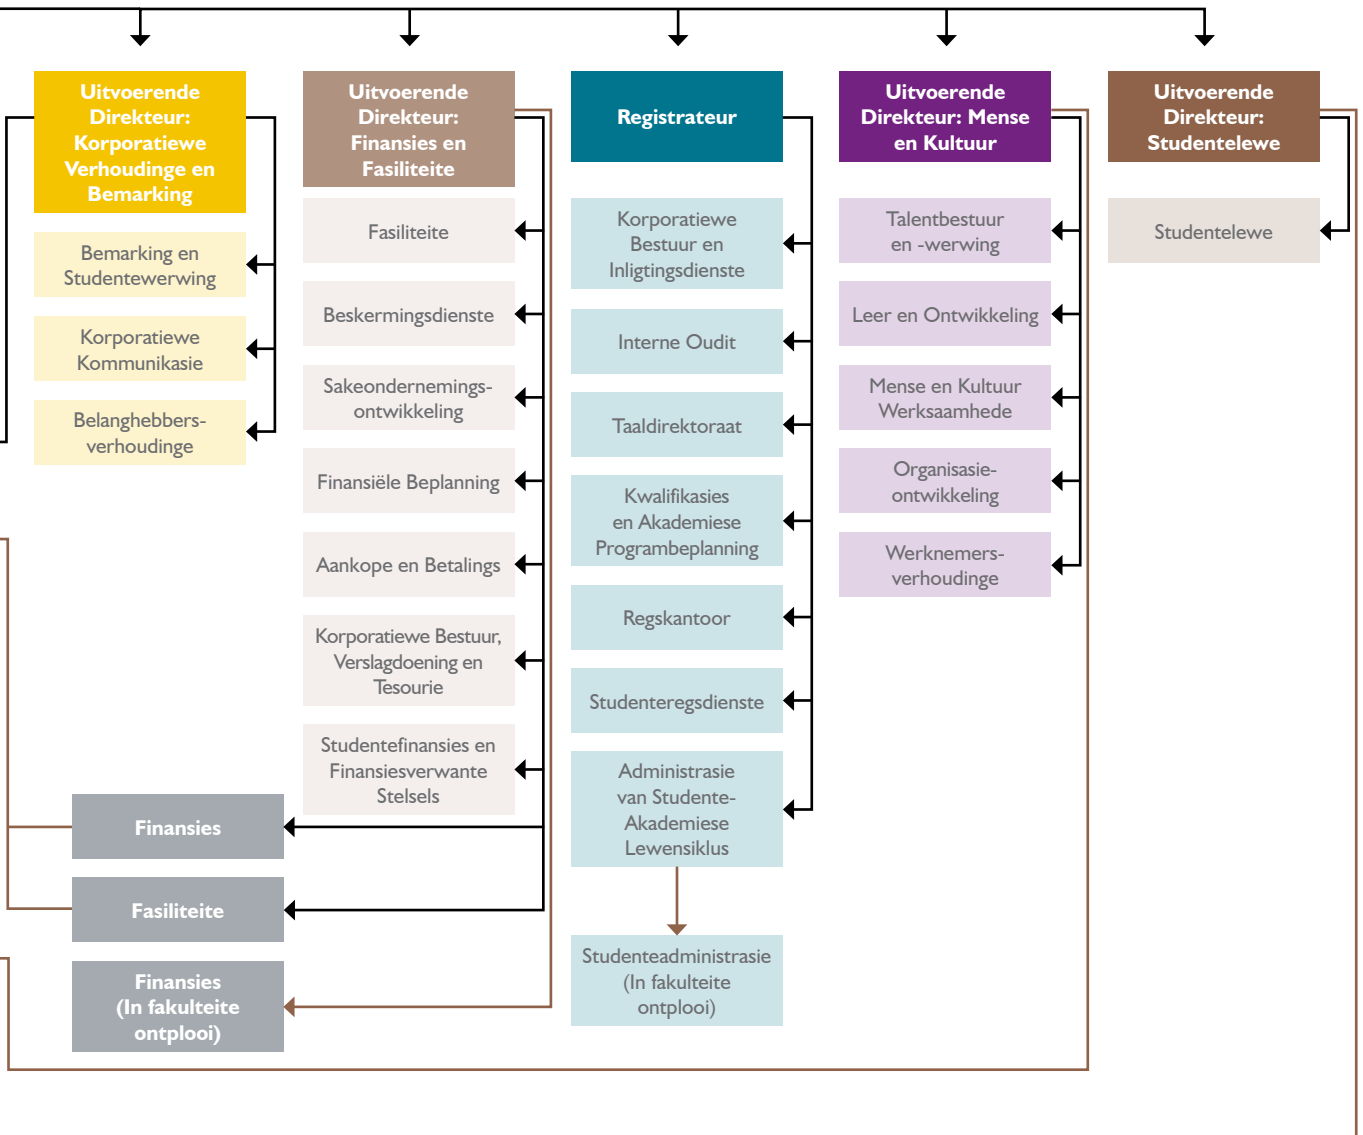 Uitvoerende
Direkteur:
Korporatiewe
Verhoudinge en
Bemarking
Bemarking en
Studentewerwing
Korporatiewe
Kommunikasie
Belanghebbers-
verhoudinge
Uitvoerende
Direkteur:
Finansies en
Fasiliteite
Fasiliteite
Beskermingsdienste
Sakeondernemings-
ontwikkeling
Finansiële Beplanning
Aankope en Betalings
Korporatiewe Bestuur,
Verslagdoening en
Tesourie
Studentefinansies en
Finansiesverwante
Stelsels
Finansies
Fasiliteite
Finansies
(In fakulteite
ontplooi)
Registrateur
Korporatiewe
Bestuur en
Inligtingsdienste
Interne Oudit
Taaldirektoraat
Kwalifikasies
en Akademiese
Programbeplanning
Regskantoor
Studenteregsdienste
Administrasie
van Studente-
Akademiese
Lewensiklus
Studenteadministrasie
(In fakulteite
ontplooi)
Uitvoerende
Direkteur: Mense
en Kultuur
Talentbestuur
en -werwing
Leer en Ontwikkeling
Mense en Kultuur
Werksaamhede
Organisasie-
ontwikkeling
Werknemers-
verhoudinge
Uitvoerende
Direkteur:
Studentelewe
Studentelewe